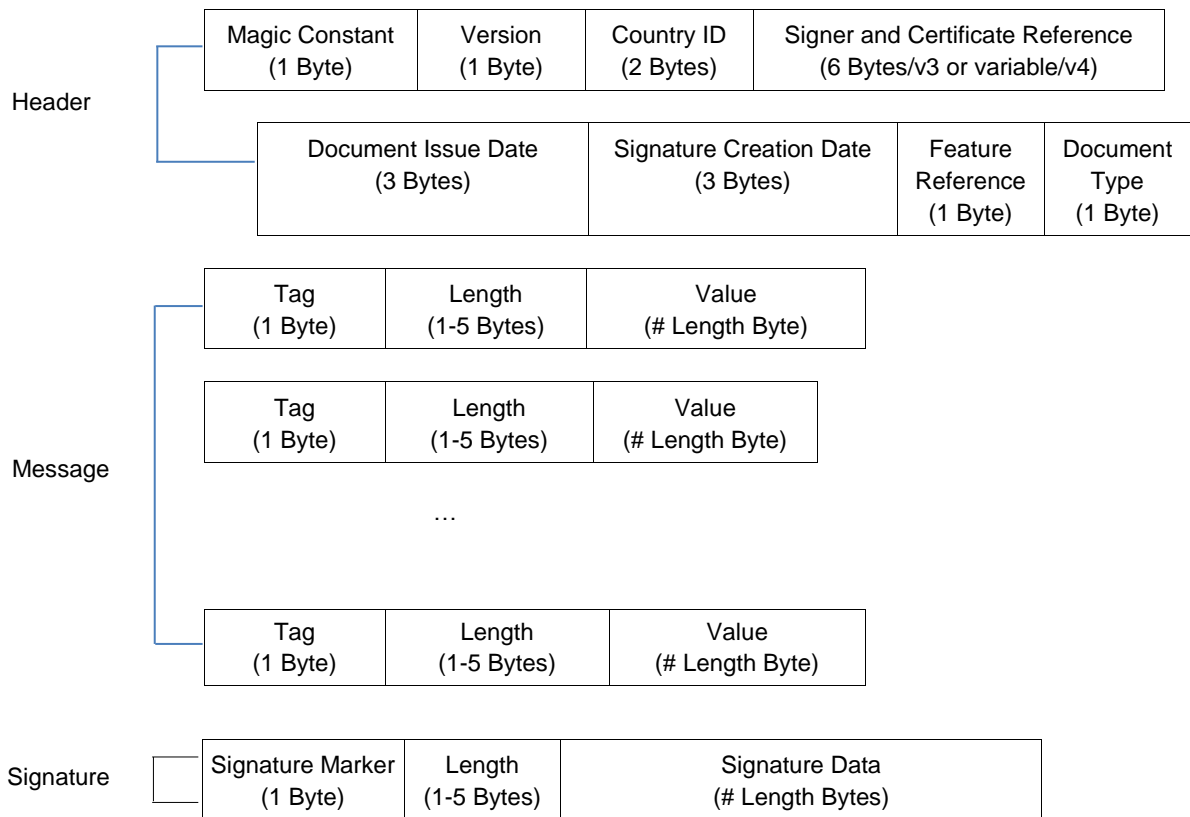 Header
Magic Constant
(1 Byte)
Version
(1 Byte)
Country ID
(2 Bytes)
Signer and Certificate Reference
(6 Bytes/v3 or variable/v4)
Document Issue Date
(3 Bytes)
Signature Creation Date
(3 Bytes)
Feature
Reference
(1 Byte)
Document
Type
(1 Byte)
Message
Tag
(1 Byte)
Length
(1-5 Bytes)
Value
(# Length Byte)
Tag
(1 Byte)
Length
(1-5 Bytes)
Value
(# Length Byte)
…
Tag
(1 Byte)
Length
(1-5 Bytes)
Value
(# Length Byte)
Signature
Signature Marker
(1 Byte)
Length
(1-5 Bytes)
Signature Data
(# Length Bytes)